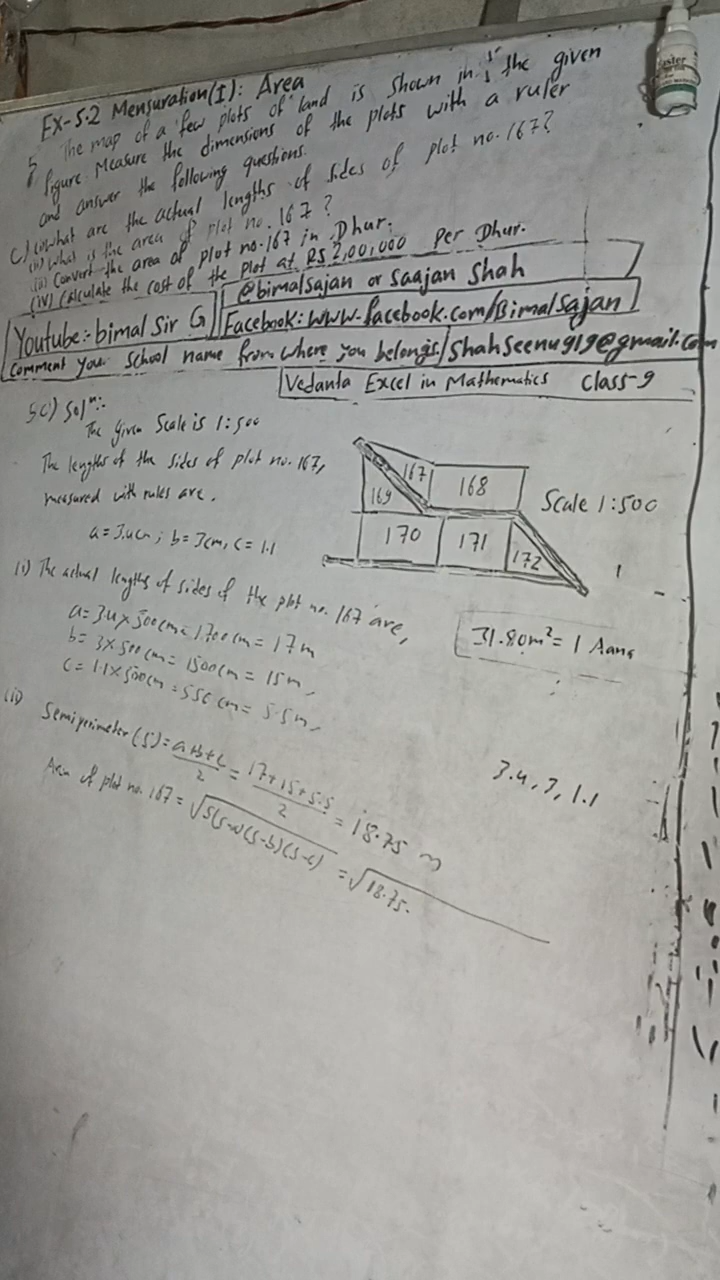 EX-5.2 Mensuration(I): Area
5. The map of a few plots of land is shown in the given
figure. Measure the dimensions of the plots with a ruler
and answer the following questions.
C) (i) What are the actual lengths of sides of plot no. 167?
(ii) What is the area of plot no. 167?
(iii) Convert the area of plot no. 167 in Dhur.
(iv) Calculate the cost of the plot at RS 2,00,000 per Dhur.
@bimalsajan or Saajan Shah
Youtube:- bimal Sir G
Facebook: www.facebook.com/Bimalsajan
Comment your School name from where you belongs/Shahseenu919@gmail.com
Vedanta Excel in Mathematics Class-9
5c) Solⁿ:-
The given Scale is 1:500
The lengths of the sides of plot no. 167,
measured with rules are.
a = 3.4cm; b = 3cm, c = 1.1
167
168
169
170
171
172
Scale 1:500
(i) The actual lengths of sides of the plot no. 167 are,
a = 3.4 x 500cm = 1700cm = 17m
b = 3 x 500cm = 1500cm = 15m,
c = 1.1 x 500cm = 550cm = 5.5m,
31.80m² = 1 Aana
(ii) Semi perimeter (s) = a+b+c/2 = 17+15+5.5/2 = 18.75 m
3.4, 3, 1.1
Area of plot no. 167 = √s(s-a)(s-b)(s-c) = √18.75.